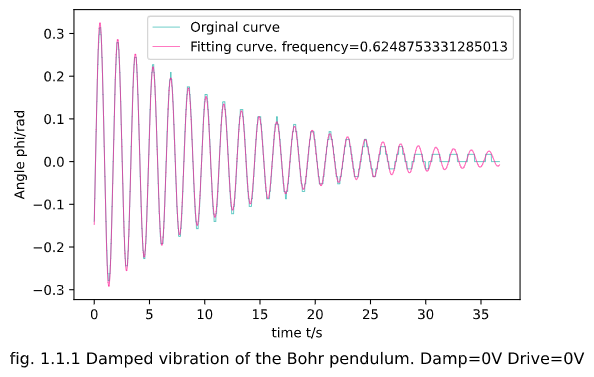 Orginal curve
Fitting curve. frequency=0.6248753331285013
0.3
0.2
0.1
0.0
−0.1
−0.2
−0.3
Angle phi/rad
0 5 10 15 20 25 30 35
time t/s
fig. 1.1.1 Damped vibration of the Bohr pendulum. Damp=0V Drive=0V